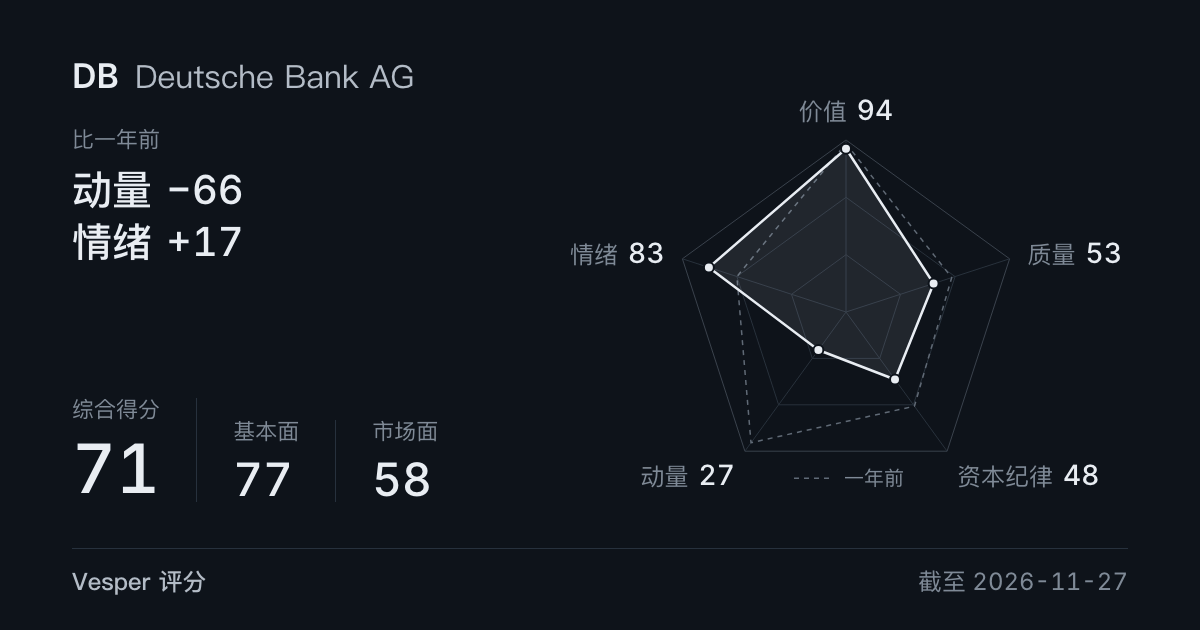 DB Deutsche Bank AG
比一年前
动量 −66
情绪 +17
综合得分
71
基本面
77
市场面
58
价值 94
情绪 83
质量 53
动量 27
一年前
资本纪律 48
Vesper 评分
截至 2026-11-27